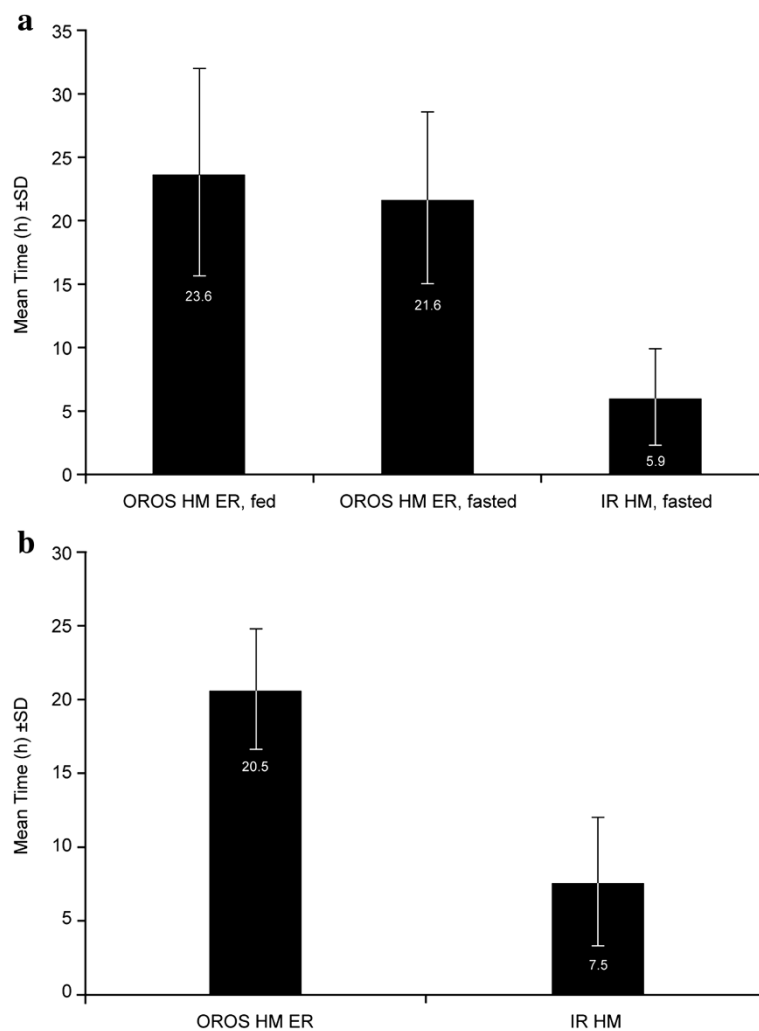 a
35
30
25
20
15
10
5
0
Mean Time (h) ±SD
23.6
21.6
5.9
OROS HM ER, fed
OROS HM ER, fasted
IR HM, fasted
b
30
25
20
15
10
5
0
Mean Time (h) ±SD
20.5
7.5
OROS HM ER
IR HM